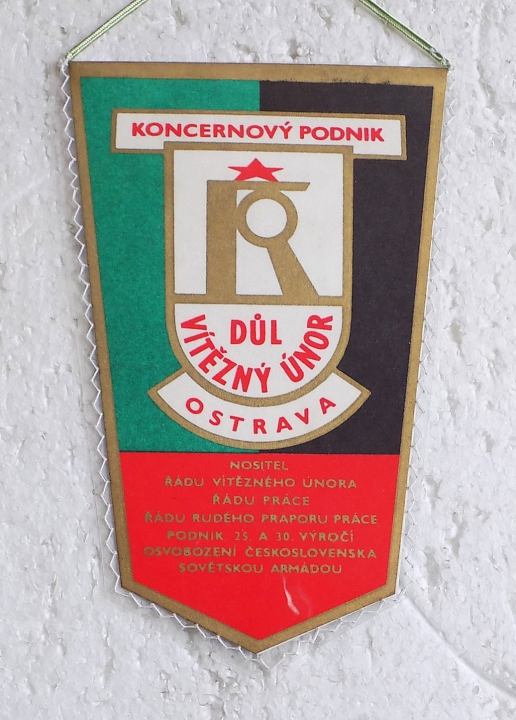 KONCERNOVÝ PODNIK
DŮL
VÍTĚZNÝ ÚNOR
OSTRAVA
NOSITEL
ŘÁDU VÍTĚZNÉHO ÚNORA
ŘÁDU PRÁCE
ŘÁDU RUDÉHO PRAPORU PRÁCE
PODNIK 25. A 30. VÝROČÍ
OSVOBOZENÍ ČESKOSLOVENSKA
SOVĚTSKOU ARMÁDOU